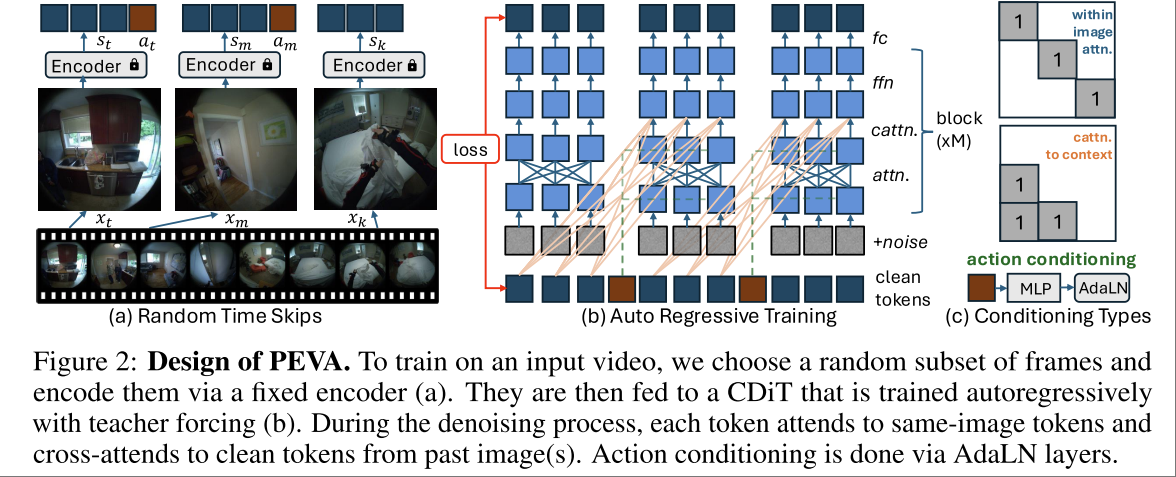 s_t a_t s_m a_m s_k
Encoder Encoder Encoder
x_t x_m x_k
(a) Random Time Skips
loss
fc
ffn
cattn.
attn.
+noise
clean
tokens
block
(xM)
(b) Auto Regressive Training
1
1
1
within
image
attn.
cattn.
to context
1
1 1
action conditioning
MLP AdaLN
(c) Conditioning Types
Figure 2: Design of PEVA. To train on an input video, we choose a random subset of frames and
encode them via a fixed encoder (a). They are then fed to a CDiT that is trained autoregressively
with teacher forcing (b). During the denoising process, each token attends to same-image tokens and
cross-attends to clean tokens from past image(s). Action conditioning is done via AdaLN layers.